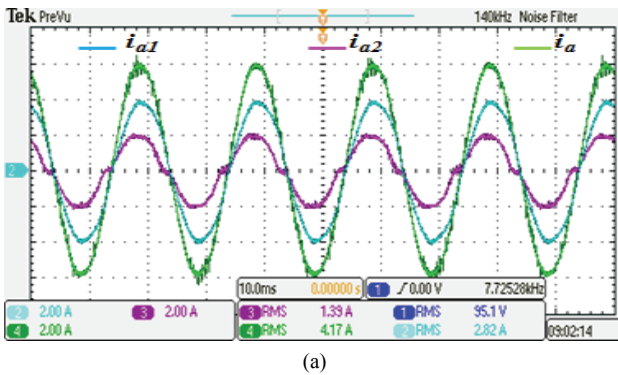 Tek PreVu 140kHz Noise Filter
ia1 ia2 ia
2
10.0ms 0.00000 s 1 0.00 V 7.72528kHz
2 2.00 A 3 2.00 A 3 RMS 1.39 A 1 RMS 95.1 V
4 2.00 A 4 RMS 4.17 A 2 RMS 2.82 A 09:02:14
(a)